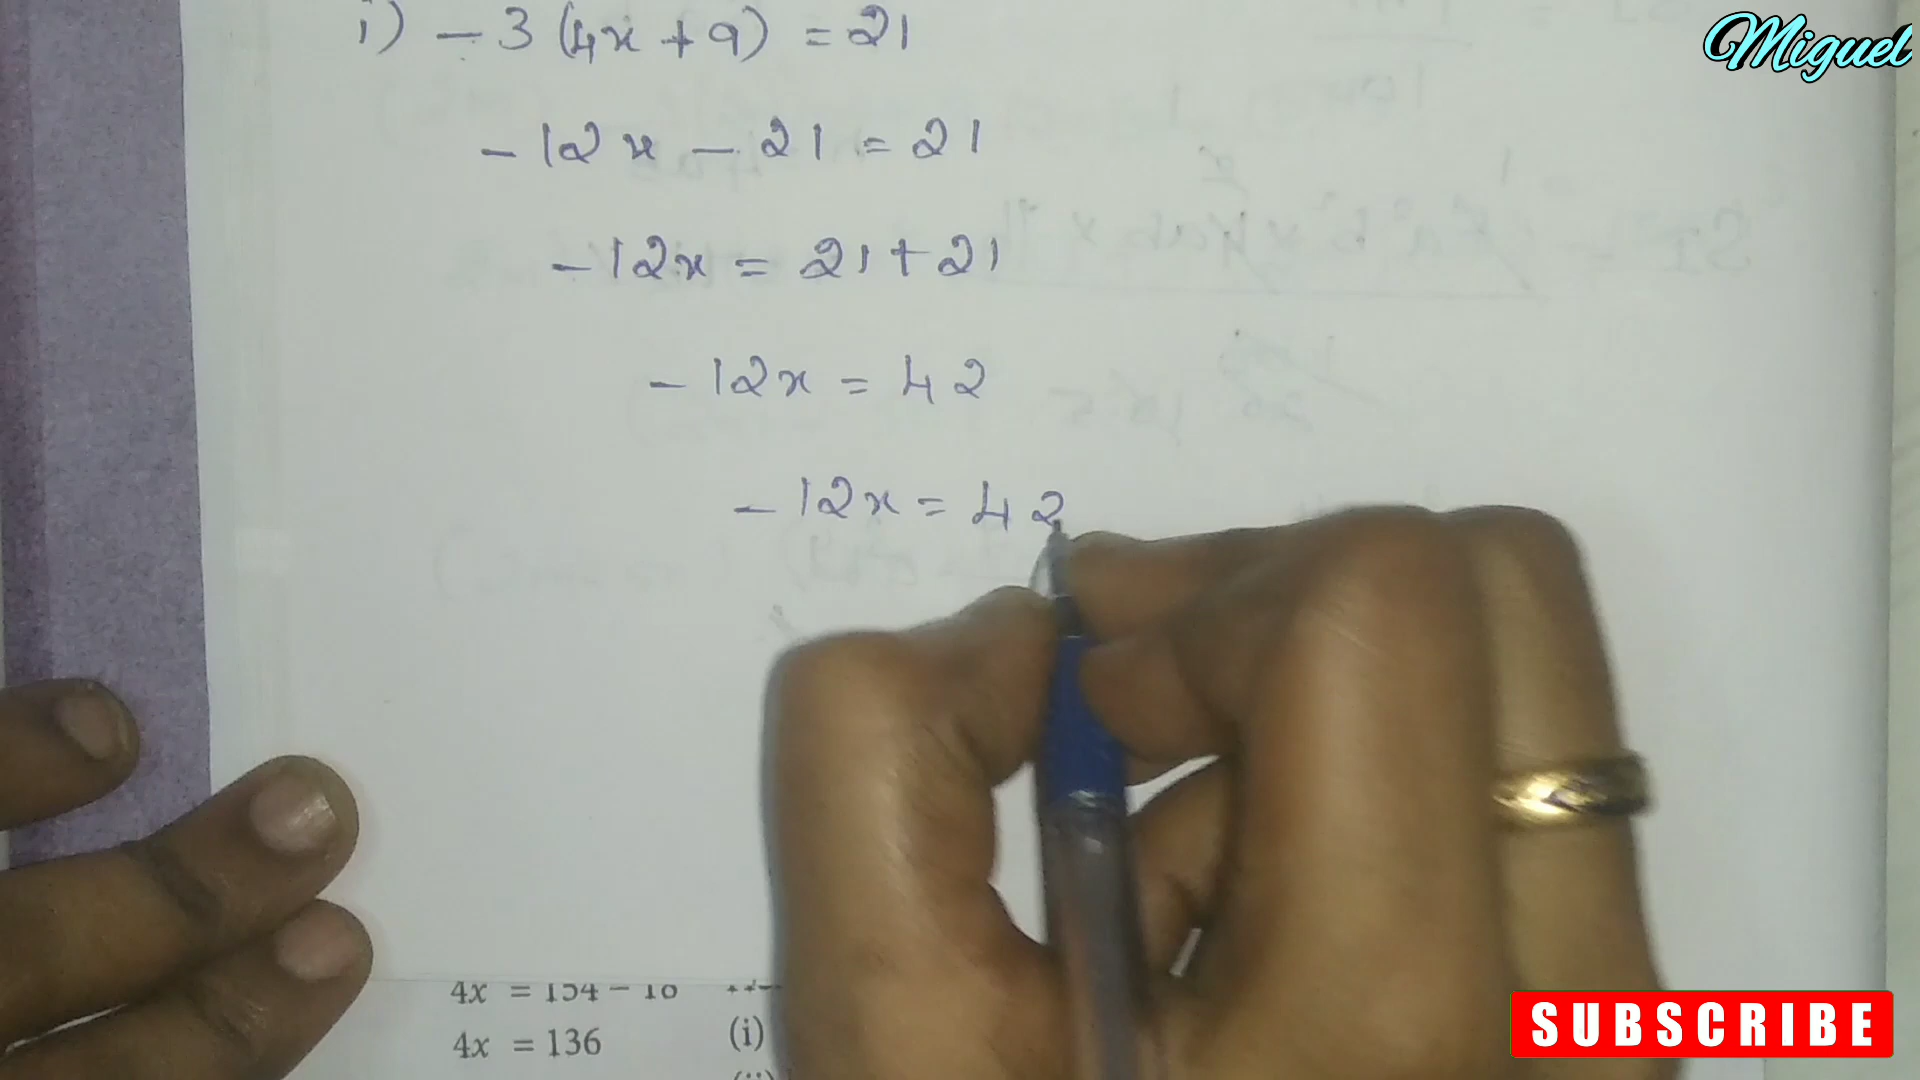 Miguel
i) - 3 (4x + 9) = 21
- 12x - 21 = 21
- 12x = 21 + 21
- 12x = 42
- 12x = 42
4x = 154 - 18
4x = 136
(i)
SUBSCRIBE